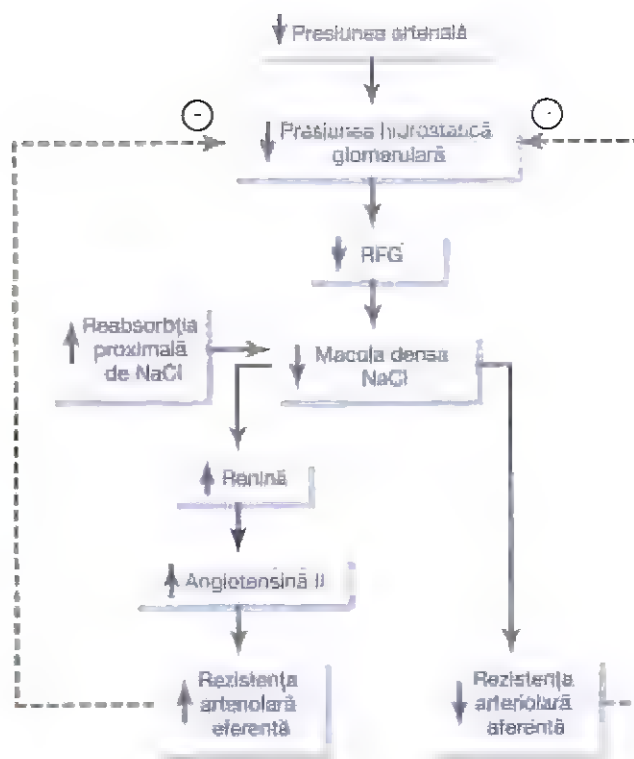 Presiunea arterială
-
-
Presiunea hidrostatică
glomerulară
RFG
Reabsorbția
proximală
de NaCl
Macula densa
NaCl
Renină
Angiotensină II
Rezistența
arteriolară
eferentă
Rezistența
arteriolară
aferentă